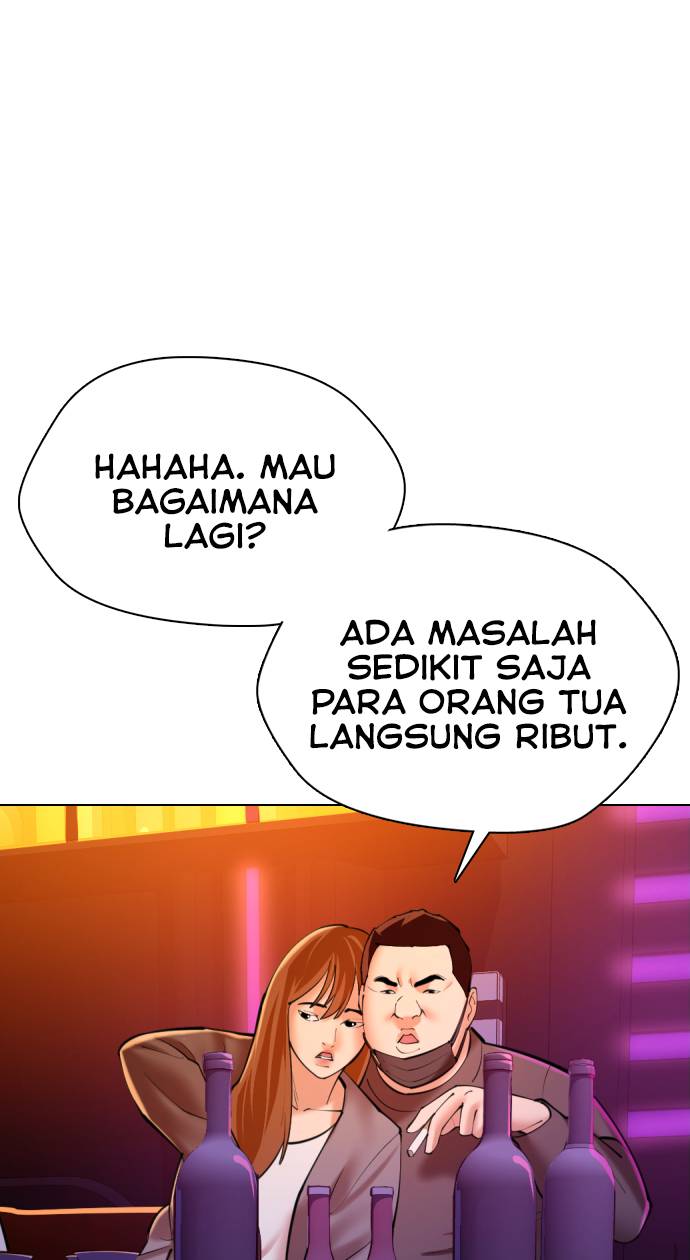 HAHAHA. MAU
BAGAIMANA
LAGI?
ADA MASALAH
SEDIKIT SAJA
PARA ORANG TUA
LANGSUNG RIBUT.